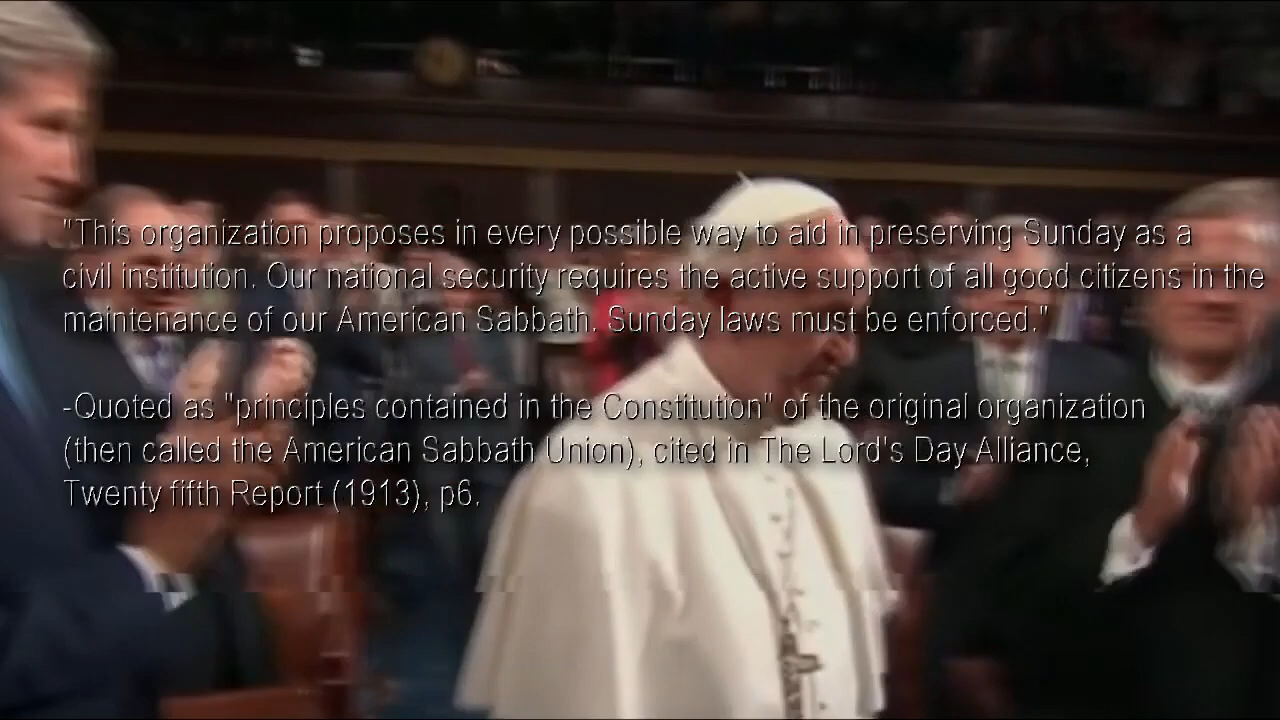 "This organization proposes in every possible way to aid in preserving Sunday as a
civil institution. Our national security requires the active support of all good citizens in the
maintenance of our American Sabbath. Sunday laws must be enforced."
-Quoted as "principles contained in the Constitution" of the original organization
(then called the American Sabbath Union), cited in The Lord's Day Alliance,
Twenty fifth Report (1913), p6.